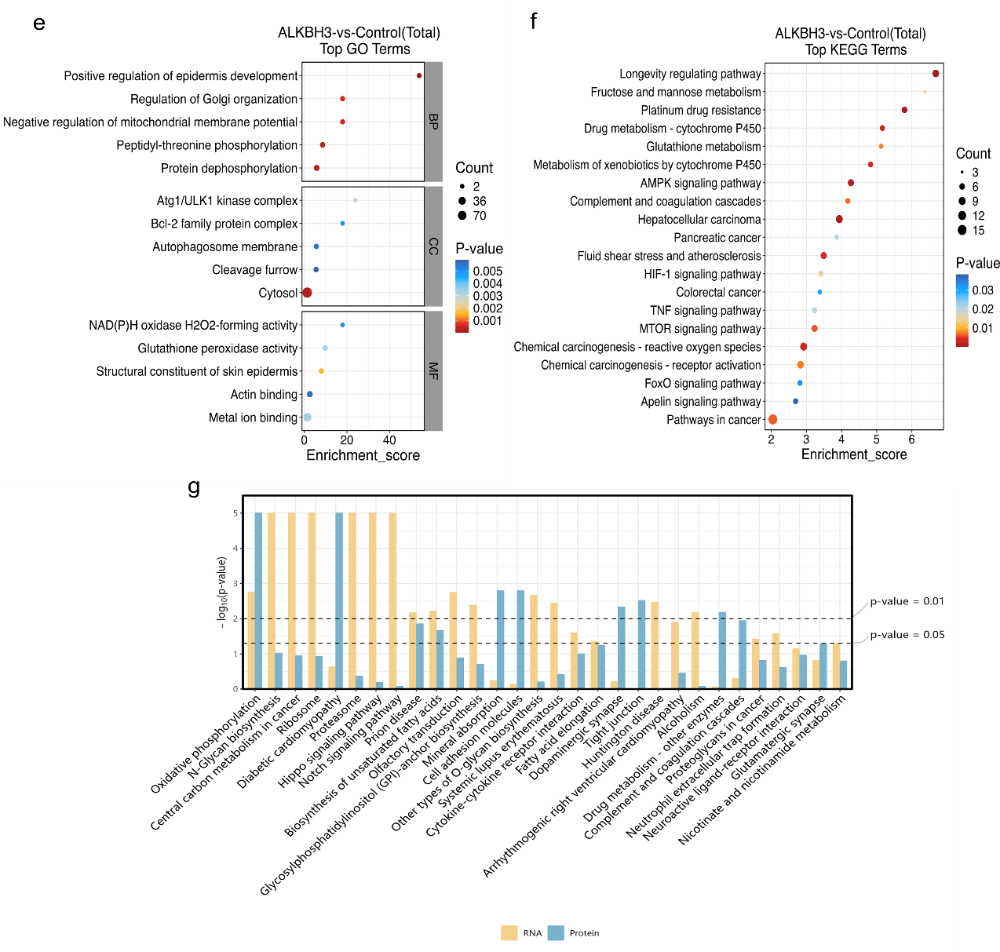 e
ALKBH3-vs-Control(Total)
Top GO Terms
Positive regulation of epidermis development
Regulation of Golgi organization
Negative regulation of mitochondrial membrane potential
Peptidyl-threonine phosphorylation
Protein dephosphorylation
BP
Atg1/ULK1 kinase complex
Bcl-2 family protein complex
Autophagosome membrane
Cleavage furrow
Cytosol
CC
NAD(P)H oxidase H2O2-forming activity
Glutathione peroxidase activity
Structural constituent of skin epidermis
Actin binding
Metal ion binding
MF
0 20 40
Enrichment_score
Count
2
36
70
P-value
0.005
0.004
0.003
0.002
0.001
f
ALKBH3-vs-Control(Total)
Top KEGG Terms
Longevity regulating pathway
Fructose and mannose metabolism
Platinum drug resistance
Drug metabolism - cytochrome P450
Glutathione metabolism
Metabolism of xenobiotics by cytochrome P450
AMPK signaling pathway
Complement and coagulation cascades
Hepatocellular carcinoma
Pancreatic cancer
Fluid shear stress and atherosclerosis
HIF-1 signaling pathway
Colorectal cancer
TNF signaling pathway
MTOR signaling pathway
Chemical carcinogenesis - reactive oxygen species
Chemical carcinogenesis - receptor activation
FoxO signaling pathway
Apelin signaling pathway
Pathways in cancer
2 3 4 5 6
Enrichment_score
Count
3
6
9
12
15
P-value
0.03
0.02
0.01
g
− log10(p-value)
5
4
3
2
1
0
p-value = 0.01
p-value = 0.05
Oxidative phosphorylation
N-Glycan biosynthesis
Central carbon metabolism in cancer
Ribosome
Diabetic cardiomyopathy
Proteasome
Hippo signaling pathway
Notch signaling pathway
Prion disease
Biosynthesis of unsaturated fatty acids
Olfactory transduction
Glycosylphosphatidylinositol (GPI)-anchor biosynthesis
Mineral absorption
Cell adhesion molecules
Other types of O-glycan biosynthesis
Systemic lupus erythematosus
Cytokine-cytokine receptor interaction
Fatty acid elongation
Dopaminergic synapse
Tight junction
Huntington disease
Arrhythmogenic right ventricular cardiomyopathy
Alcoholism
Drug metabolism - other enzymes
Complement and coagulation cascades
Proteoglycans in cancer
Neutrophil extracellular trap formation
Neuroactive ligand-receptor interaction
Glutamatergic synapse
Nicotinate and nicotinamide metabolism
RNA Protein